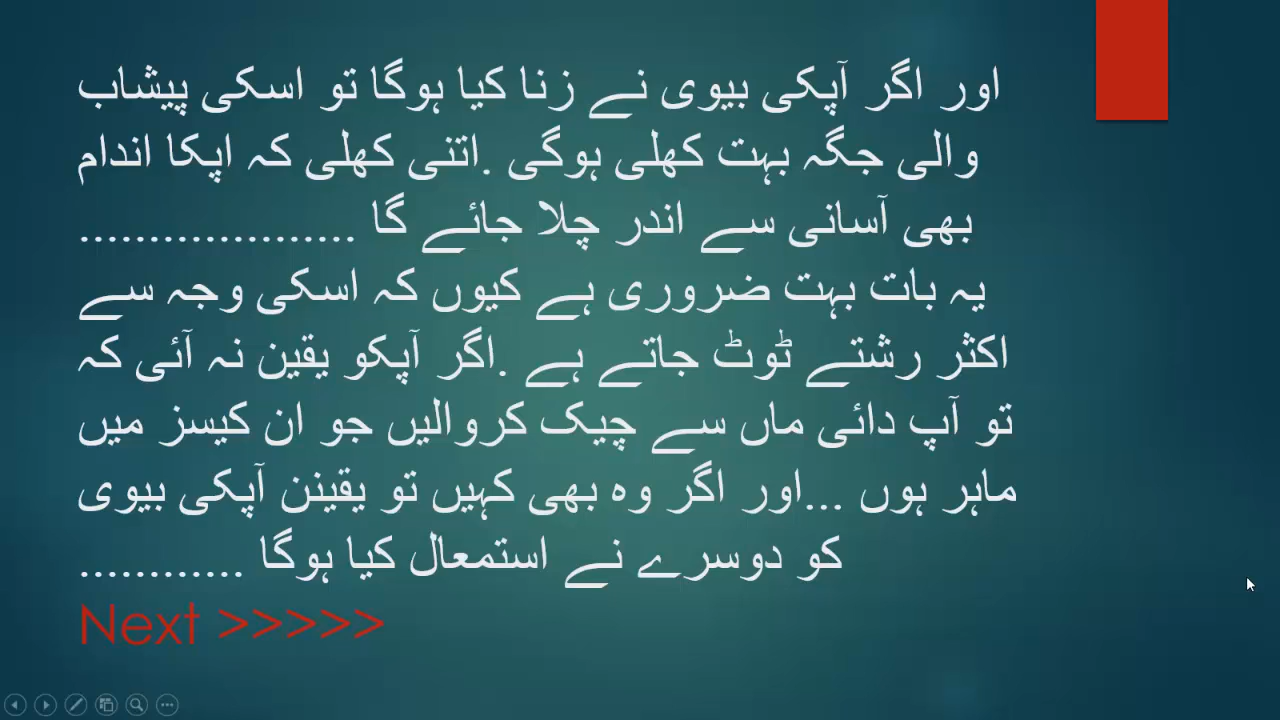 اور اگر آپکی بیوی نے زنا کیا ہوگا تو اسکی پیشاب
والی جگہ بہت کھلی ہوگی .اتنی کھلی کہ اپکا اندام
بھی آسانی سے اندر چلا جائے گا ....................
یہ بات بہت ضروری ہے کیوں کہ اسکی وجہ سے
اکثر رشتے ٹوٹ جاتے ہے .اگر آپکو یقین نہ آئی کہ
تو آپ دائی ماں سے چیک کروالیں جو ان کیسز میں
ماہر ہوں ...اور اگر وہ بھی کہیں تو یقینن آپکی بیوی
کو دوسرے نے استمعال کیا ہوگا ............
Next >>>>>